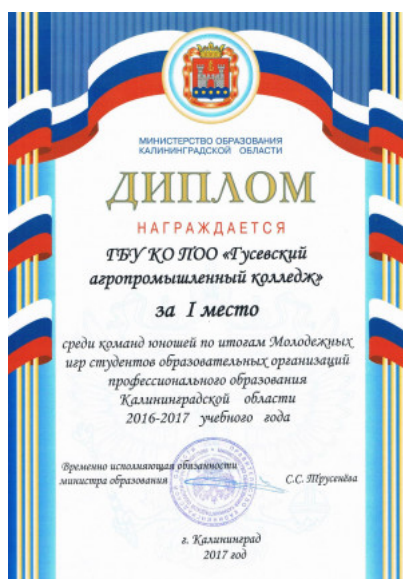 МИНИСТЕРСТВО ОБРАЗОВАНИЯ
КАЛИНИНГРАДСКОЙ ОБЛАСТИ
ДИПЛОМ
НАГРАЖДАЕТСЯ
ГБУ КО ПОО «Гусевский
агропромышленный колледж»
за I место
среди команд юношей по итогам Молодежных
игр студентов образовательных организаций
профессионального образования
Калининградской области
2016-2017 учебного года
Временно исполняющая обязанности
министра образования
С.С. Трусенёва
г. Калининград
2017 год